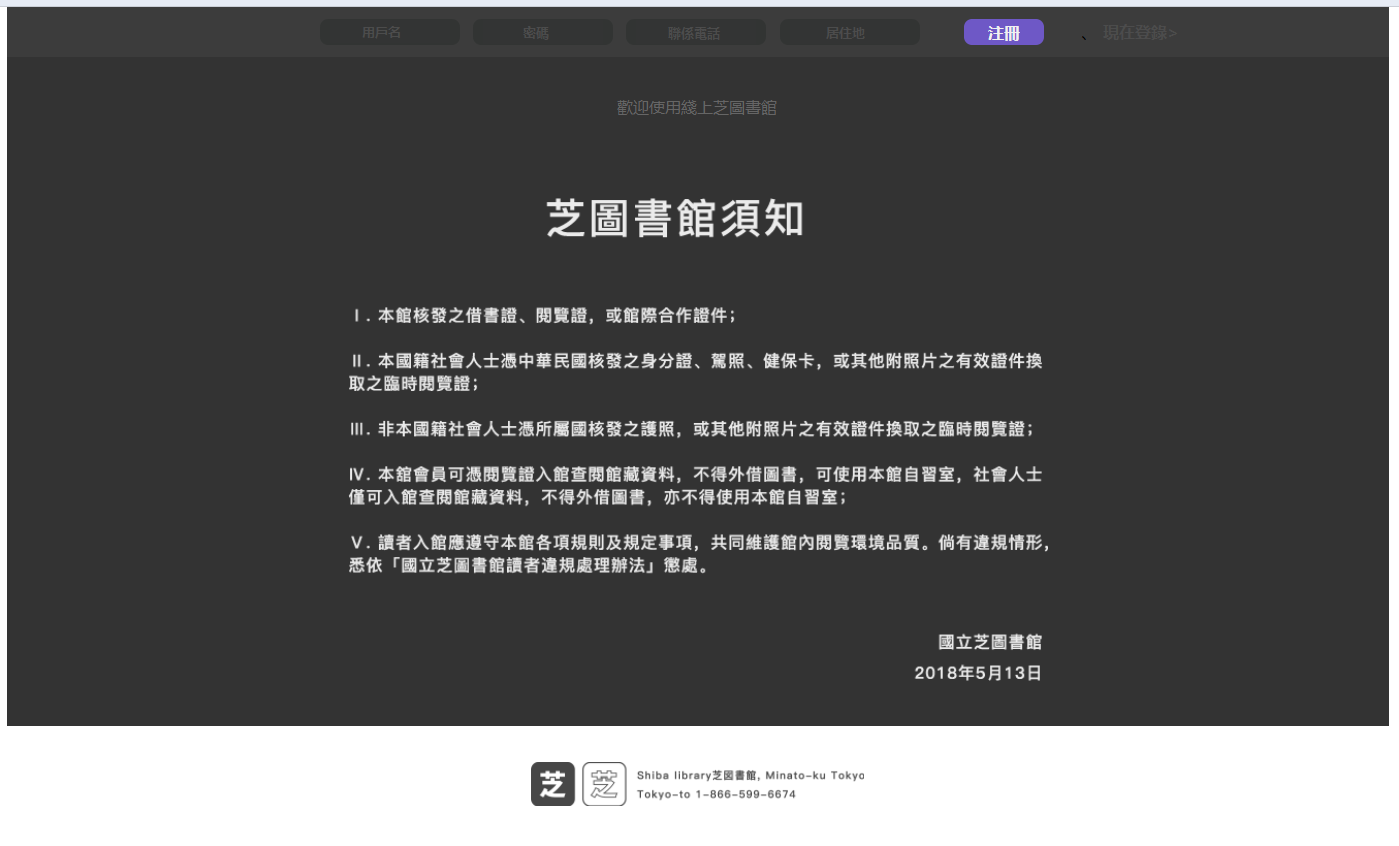 用戶名 密碼 聯係電話 居住地 注冊 、 現在登錄>
歡迎使用綫上芝圖書館
芝圖書館須知
Ⅰ. 本館核發之借書證、閱覽證，或館際合作證件；
Ⅱ. 本國籍社會人士憑中華民國核發之身分證、駕照、健保卡，或其他附照片之有效證件換
取之臨時閱覽證；
Ⅲ. 非本國籍社會人士憑所屬國核發之護照，或其他附照片之有效證件換取之臨時閱覽證；
Ⅳ. 本舘會員可憑閱覽證入館查閱館藏資料，不得外借圖書，可使用本館自習室，社會人士
僅可入館查閱館藏資料，不得外借圖書，亦不得使用本館自習室；
Ⅴ. 讀者入館應遵守本館各項規則及規定事項，共同維護館內閱覽環境品質。倘有違規情形，
悉依「國立芝圖書館讀者違規處理辦法」懲處。
國立芝圖書館
2018年5月13日
芝 芝 Shiba library芝図書館, Minato-ku Tokyo
Tokyo-to 1-866-599-6674